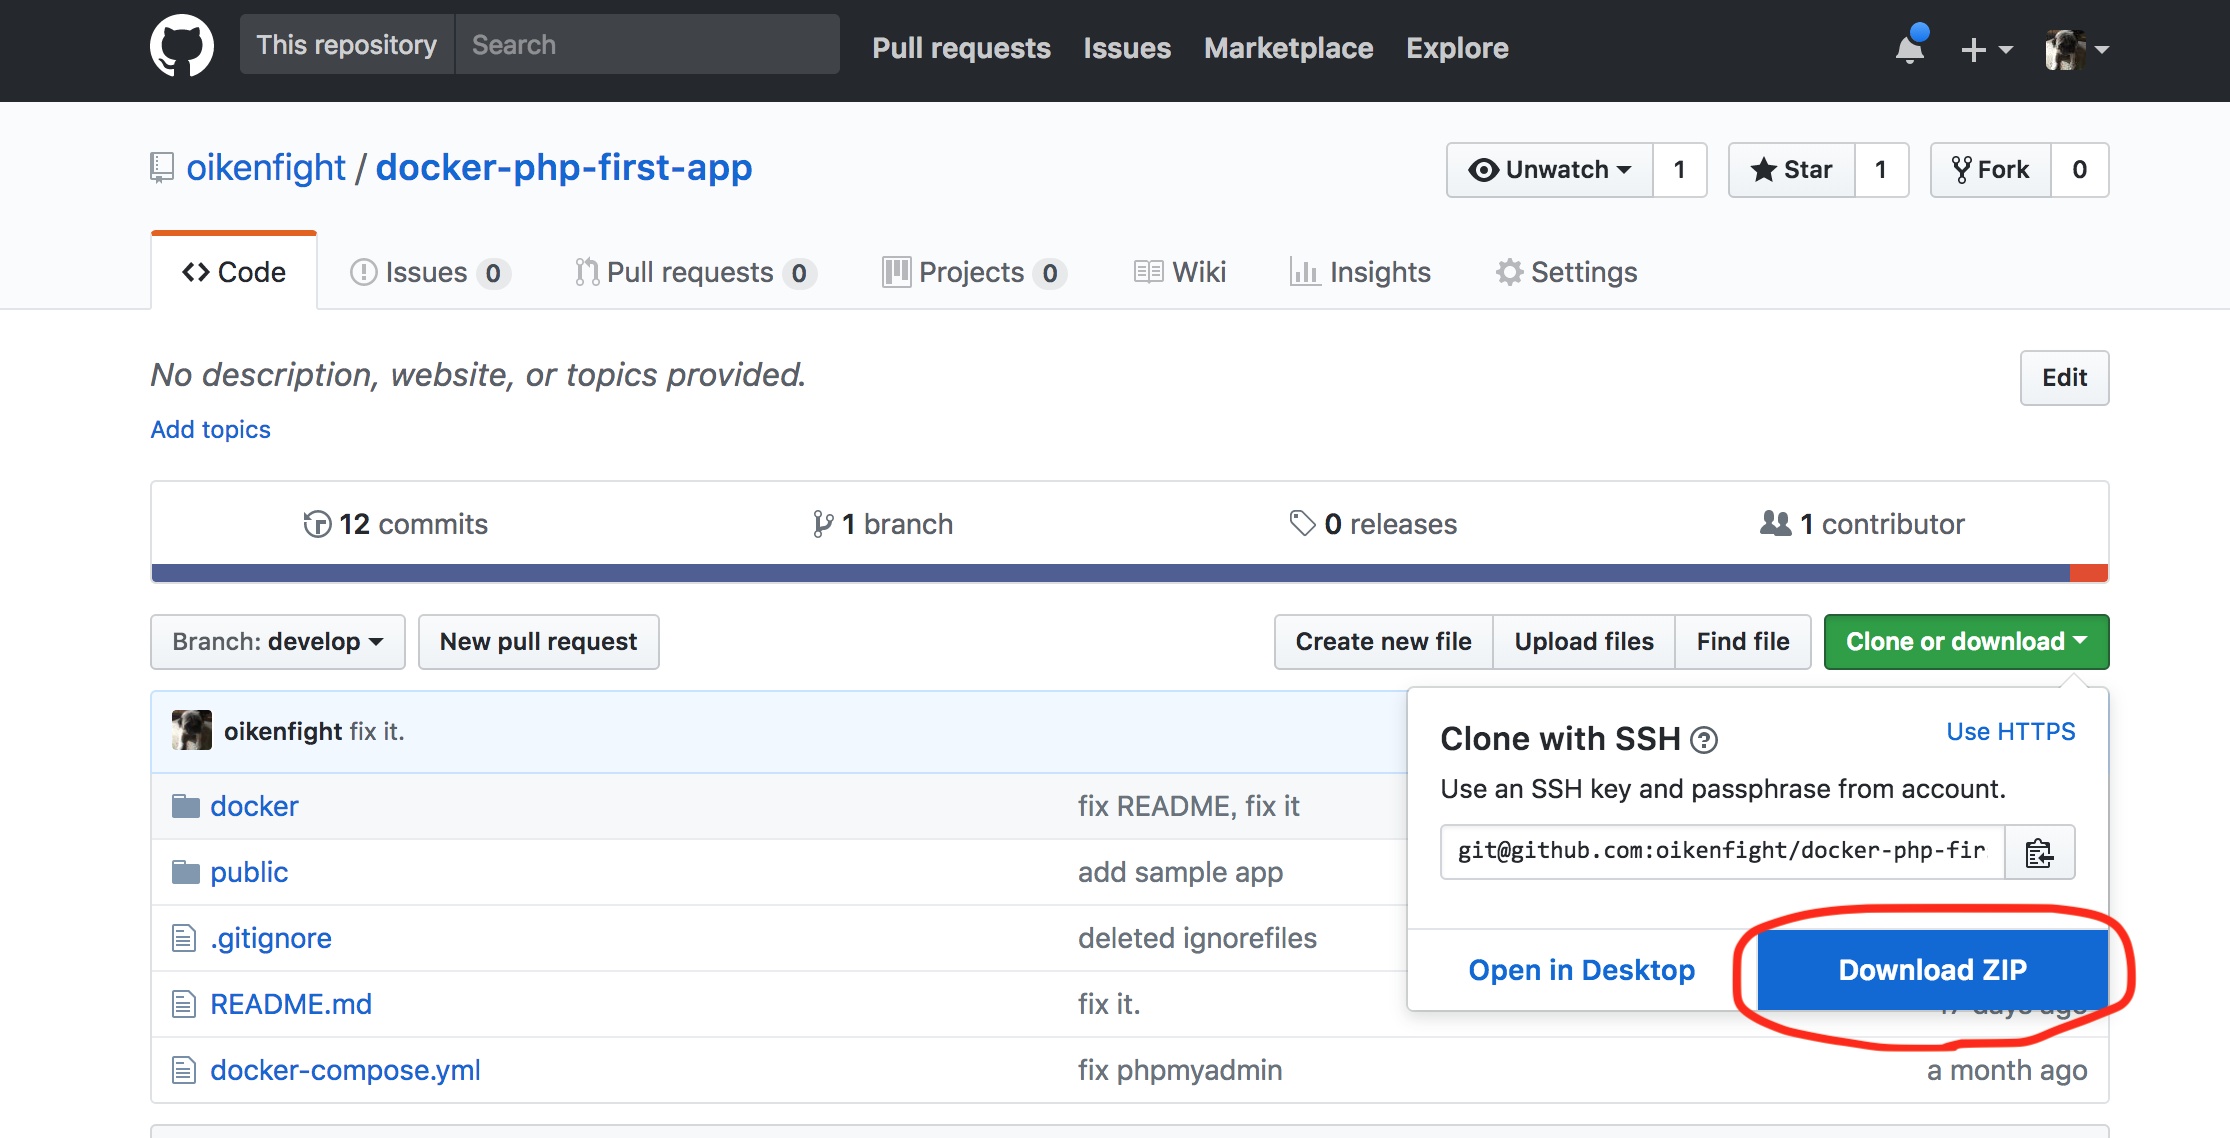 This repository Search Pull requests Issues Marketplace Explore
oikenfight / docker-php-first-app Unwatch 1 Star 1 Fork 0
Code Issues 0 Pull requests 0 Projects 0 Wiki Insights Settings
No description, website, or topics provided. Edit
Add topics
12 commits 1 branch 0 releases 1 contributor
Branch: develop New pull request Create new file Upload files Find file Clone or download
oikenfight fix it.
Clone with SSH Use HTTPS
Use an SSH key and passphrase from account.
git@github.com:oikenfight/docker-php-fir
Open in Desktop Download ZIP
docker fix README, fix it
public add sample app
.gitignore deleted ignorefiles
README.md fix it. 17 days ago
docker-compose.yml fix phpmyadmin a month ago